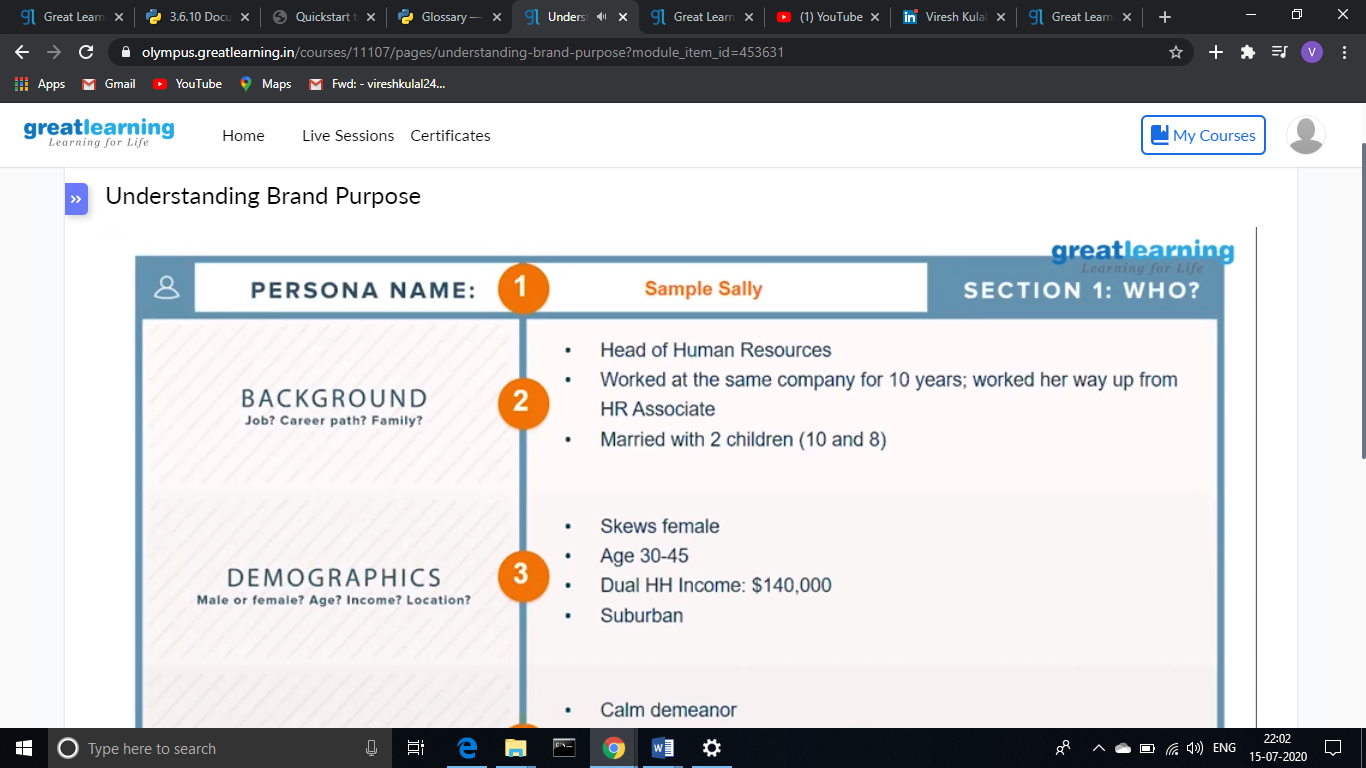 Great Learn
3.6.10 Docu
Quickstart t
Glossary —
Unders
Great Learn
(1) YouTube
Viresh Kulal
Great Learn
olympus.greatlearning.in/courses/11107/pages/understanding-brand-purpose?module_item_id=453631
V
Apps
Gmail
YouTube
Maps
Fwd: - vireshkulal24...
greatlearning
Learning for Life
Home
Live Sessions
Certificates
My Courses
Understanding Brand Purpose
greatlearning
Learning for Life
PERSONA NAME:
1
Sample Sally
SECTION 1: WHO?
BACKGROUND
Job? Career path? Family?
2
• Head of Human Resources
• Worked at the same company for 10 years; worked her way up from
HR Associate
• Married with 2 children (10 and 8)
DEMOGRAPHICS
Male or female? Age? Income? Location?
3
• Skews female
• Age 30-45
• Dual HH Income: $140,000
• Suburban
• Calm demeanor
Type here to search
ENG
22:02
15-07-2020